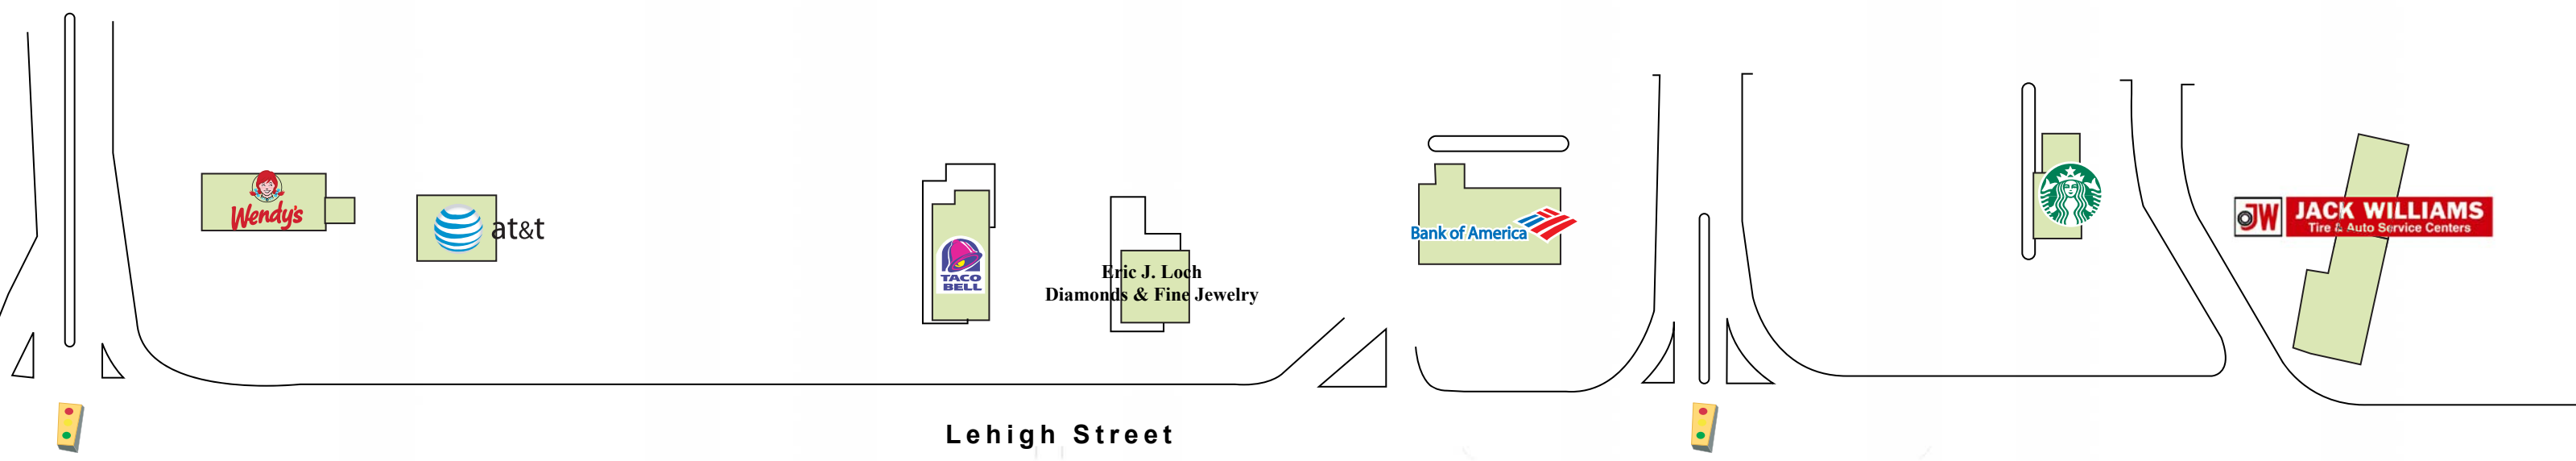 Wendy's
at&t
TACO
BELL
Eric J. Loch
Diamonds & Fine Jewelry
Bank of America
JW JACK WILLIAMS
Tire & Auto Service Centers
Lehigh Street